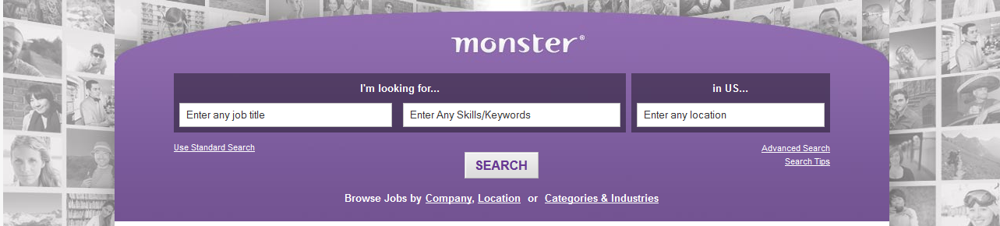 monster®
I'm looking for...
in US...
Enter any job title
Enter Any Skills/Keywords
Enter any location
Use Standard Search
Advanced Search
Search Tips
SEARCH
Browse Jobs by Company, Location or Categories & Industries